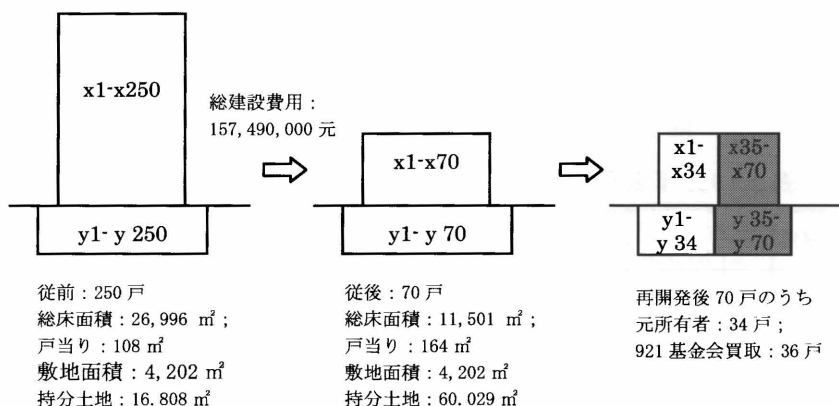 x1-x250
総建設費用：
157,490,000 元
x1-x70
x1-
x34
x35-
x70
y1- y 250
y1- y 70
y1-
y 34
y 35-
y 70
従前：250 戸
総床面積：26,996 ㎡；
戸当り：108 ㎡
敷地面積：4,202 ㎡
持分土地：16.808 ㎡
従後：70 戸
総床面積：11,501 ㎡；
戸当り：164 ㎡
敷地面積：4,202 ㎡
持分土地：60.029 ㎡
再開発後 70 戸のうち
元所有者：34 戸；
921 基金会買取：36 戸